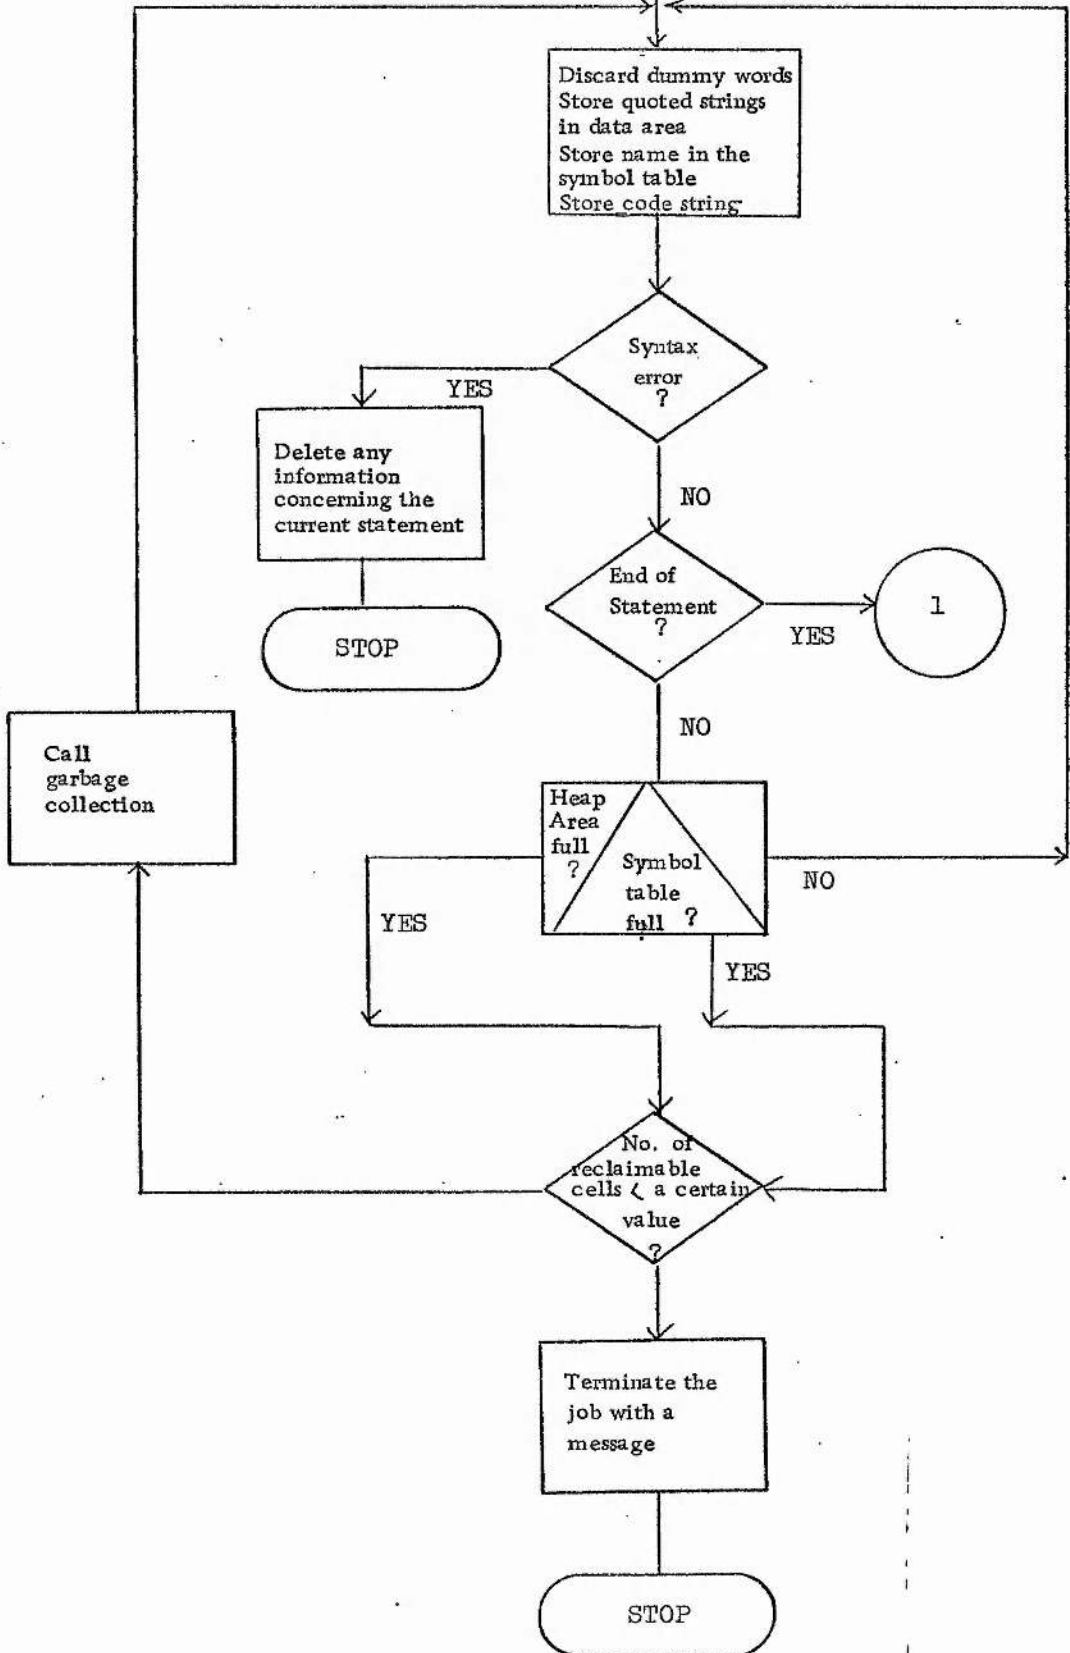 Discard dummy words
Store quoted strings
in data area
Store name in the
symbol table
Store code string
Syntax
error
?
YES
Delete any
information
concerning the
current statement
STOP
NO
End of
Statement
?
YES
1
NO
Call
garbage
collection
Heap
Area
full
?
Symbol
table
full ?
NO
YES
YES
No. of
reclaimable
cells < a certain
value
?
Terminate the
job with a
message
STOP